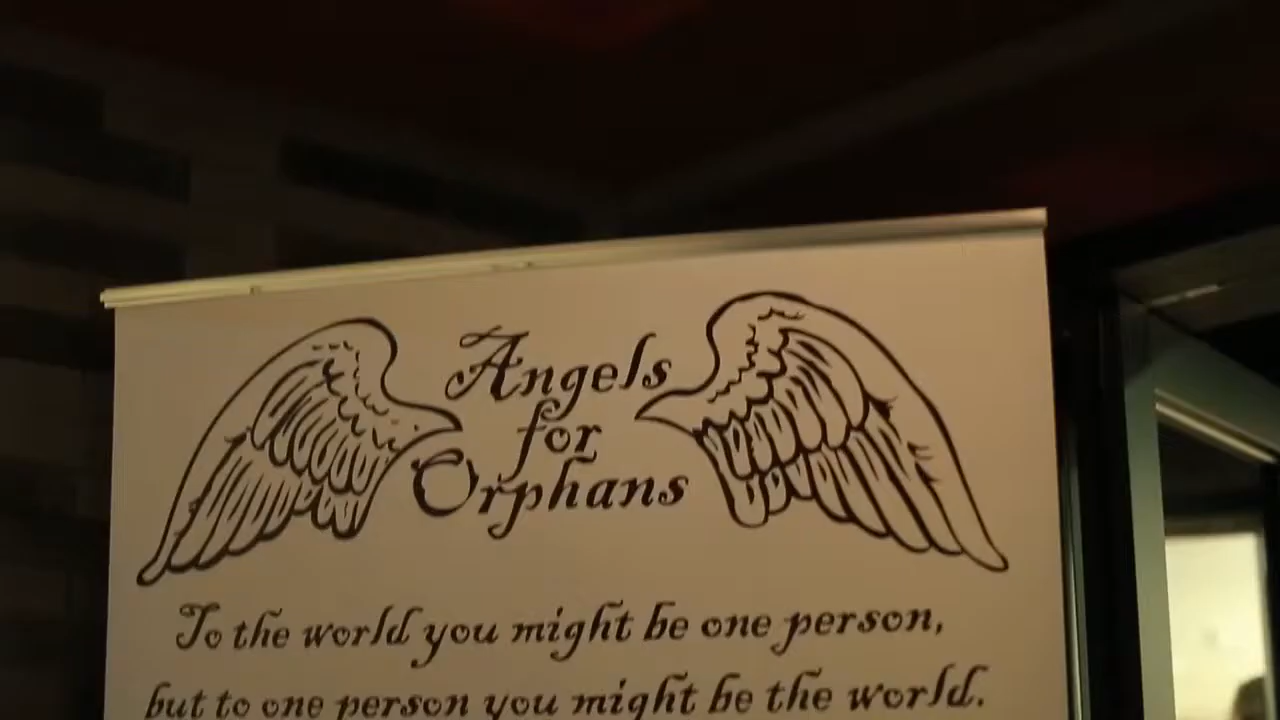 Angels
for
Orphans
To the world you might be one person,
but to one person you might be the world.